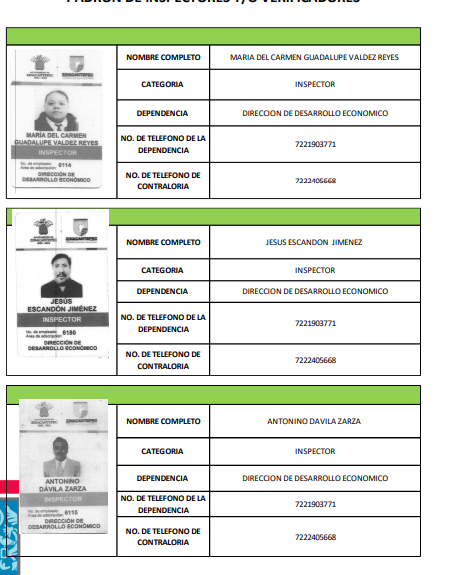 PADRON DE INSPECTORES Y/O VERIFICADORES
ZINACANTEPEC
MARÍA DEL CARMEN
GUADALUPE VALDEZ REYES
INSPECTOR
No. de empleado: 6114
Área de adscripción:
DIRECCIÓN DE
DESARROLLO ECONÓMICO
NOMBRE COMPLETO MARIA DEL CARMEN GUADALUPE VALDEZ REYES
CATEGORIA INSPECTOR
DEPENDENCIA DIRECCION DE DESARROLLO ECONOMICO
NO. DE TELEFONO DE LA
DEPENDENCIA
7221903771
NO. DE TELEFONO DE
CONTRALORIA
7222405668
ZINACANTEPEC
JESÚS
ESCANDÓN JIMÉNEZ
INSPECTOR
No. de empleado: 6180
Área de adscripción:
DIRECCIÓN DE
DESARROLLO ECONÓMICO
NOMBRE COMPLETO JESUS ESCANDON JIMENEZ
CATEGORIA INSPECTOR
DEPENDENCIA DIRECCION DE DESARROLLO ECONOMICO
NO. DE TELEFONO DE LA
DEPENDENCIA
7221903771
NO. DE TELEFONO DE
CONTRALORIA
7222405668
ZINACANTEPEC
ANTONINO
DÁVILA ZARZA
INSPECTOR
No. de empleado: 6115
Área de adscripción:
DIRECCIÓN DE
DESARROLLO ECONÓMICO
NOMBRE COMPLETO ANTONINO DAVILA ZARZA
CATEGORIA INSPECTOR
DEPENDENCIA DIRECCION DE DESARROLLO ECONOMICO
NO. DE TELEFONO DE LA
DEPENDENCIA
7221903771
NO. DE TELEFONO DE
CONTRALORIA
7222405668